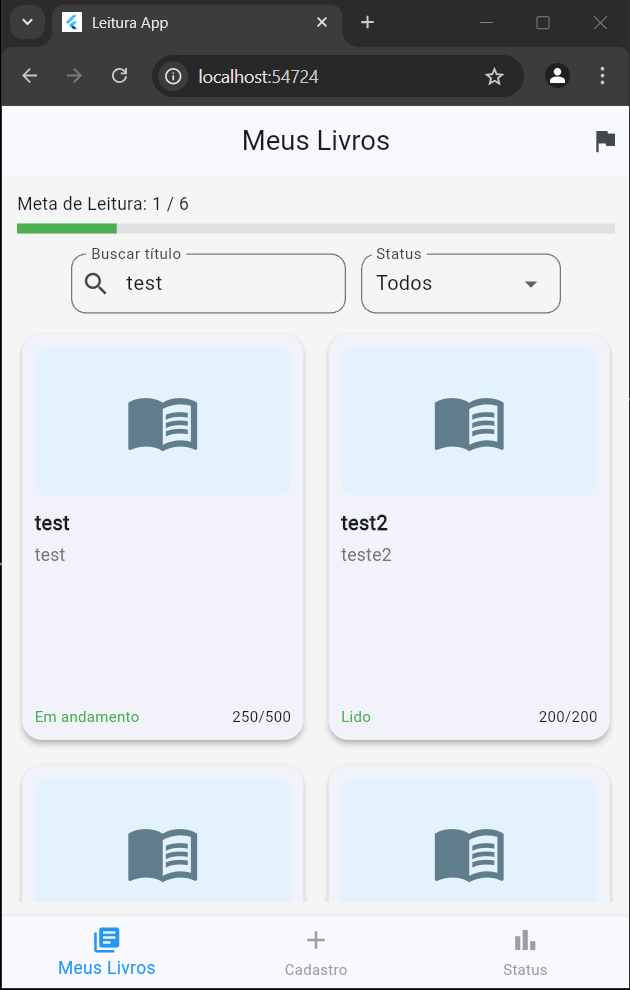 Leitura App
localhost:54724
Meus Livros
Meta de Leitura: 1 / 6
Buscar título
Status
test
Todos
test
test2
test
teste2
Em andamento
250/500
Lido
200/200
Meus Livros
Cadastro
Status